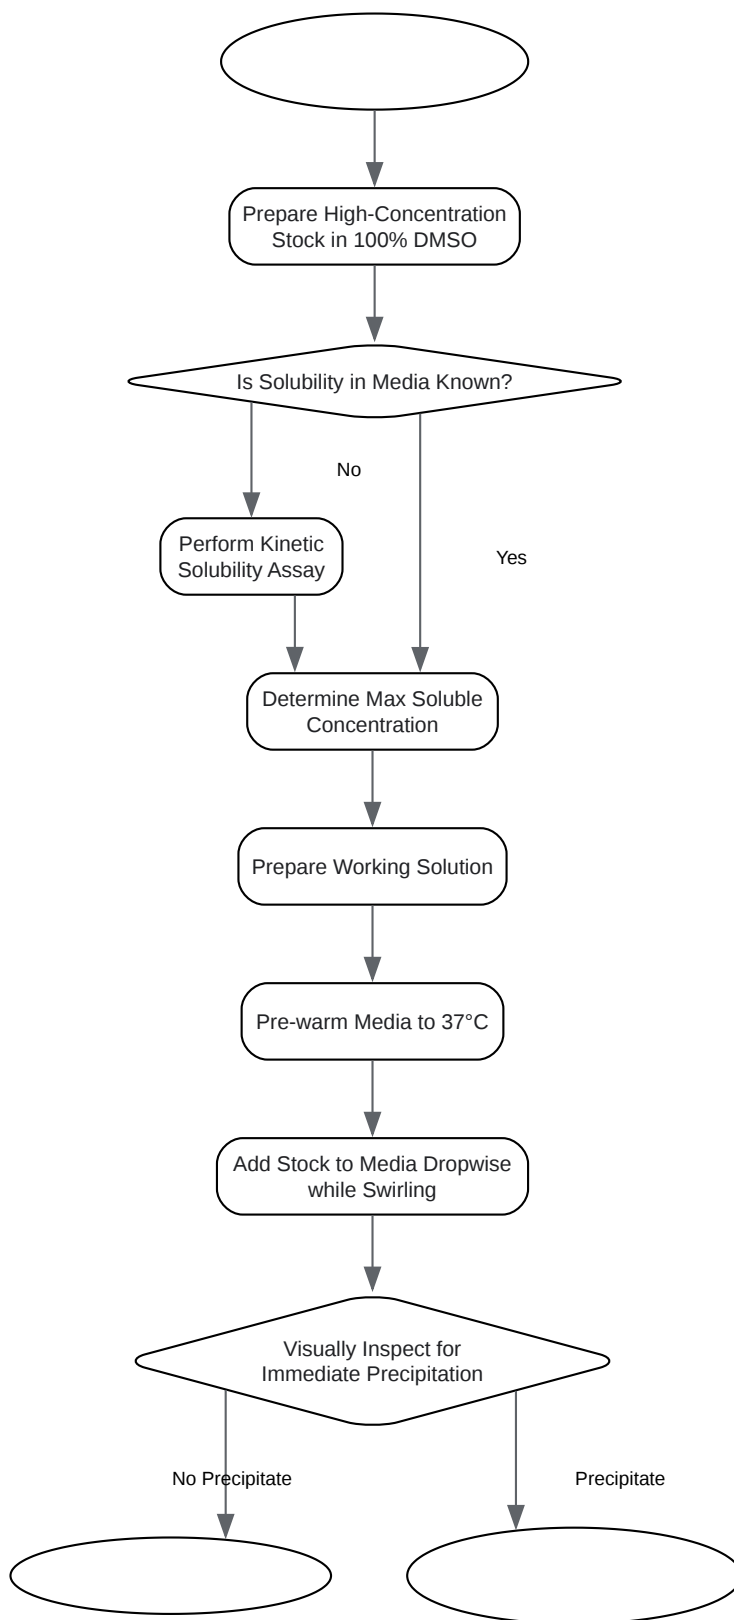 Prepare High-Concentration
Stock in 100% DMSO
Is Solubility in Media Known?
No
Perform Kinetic
Solubility Assay
Yes
Determine Max Soluble
Concentration
Prepare Working Solution
Pre-warm Media to 37°C
Add Stock to Media Dropwise
while Swirling
Visually Inspect for
Immediate Precipitation
No Precipitate
Precipitate